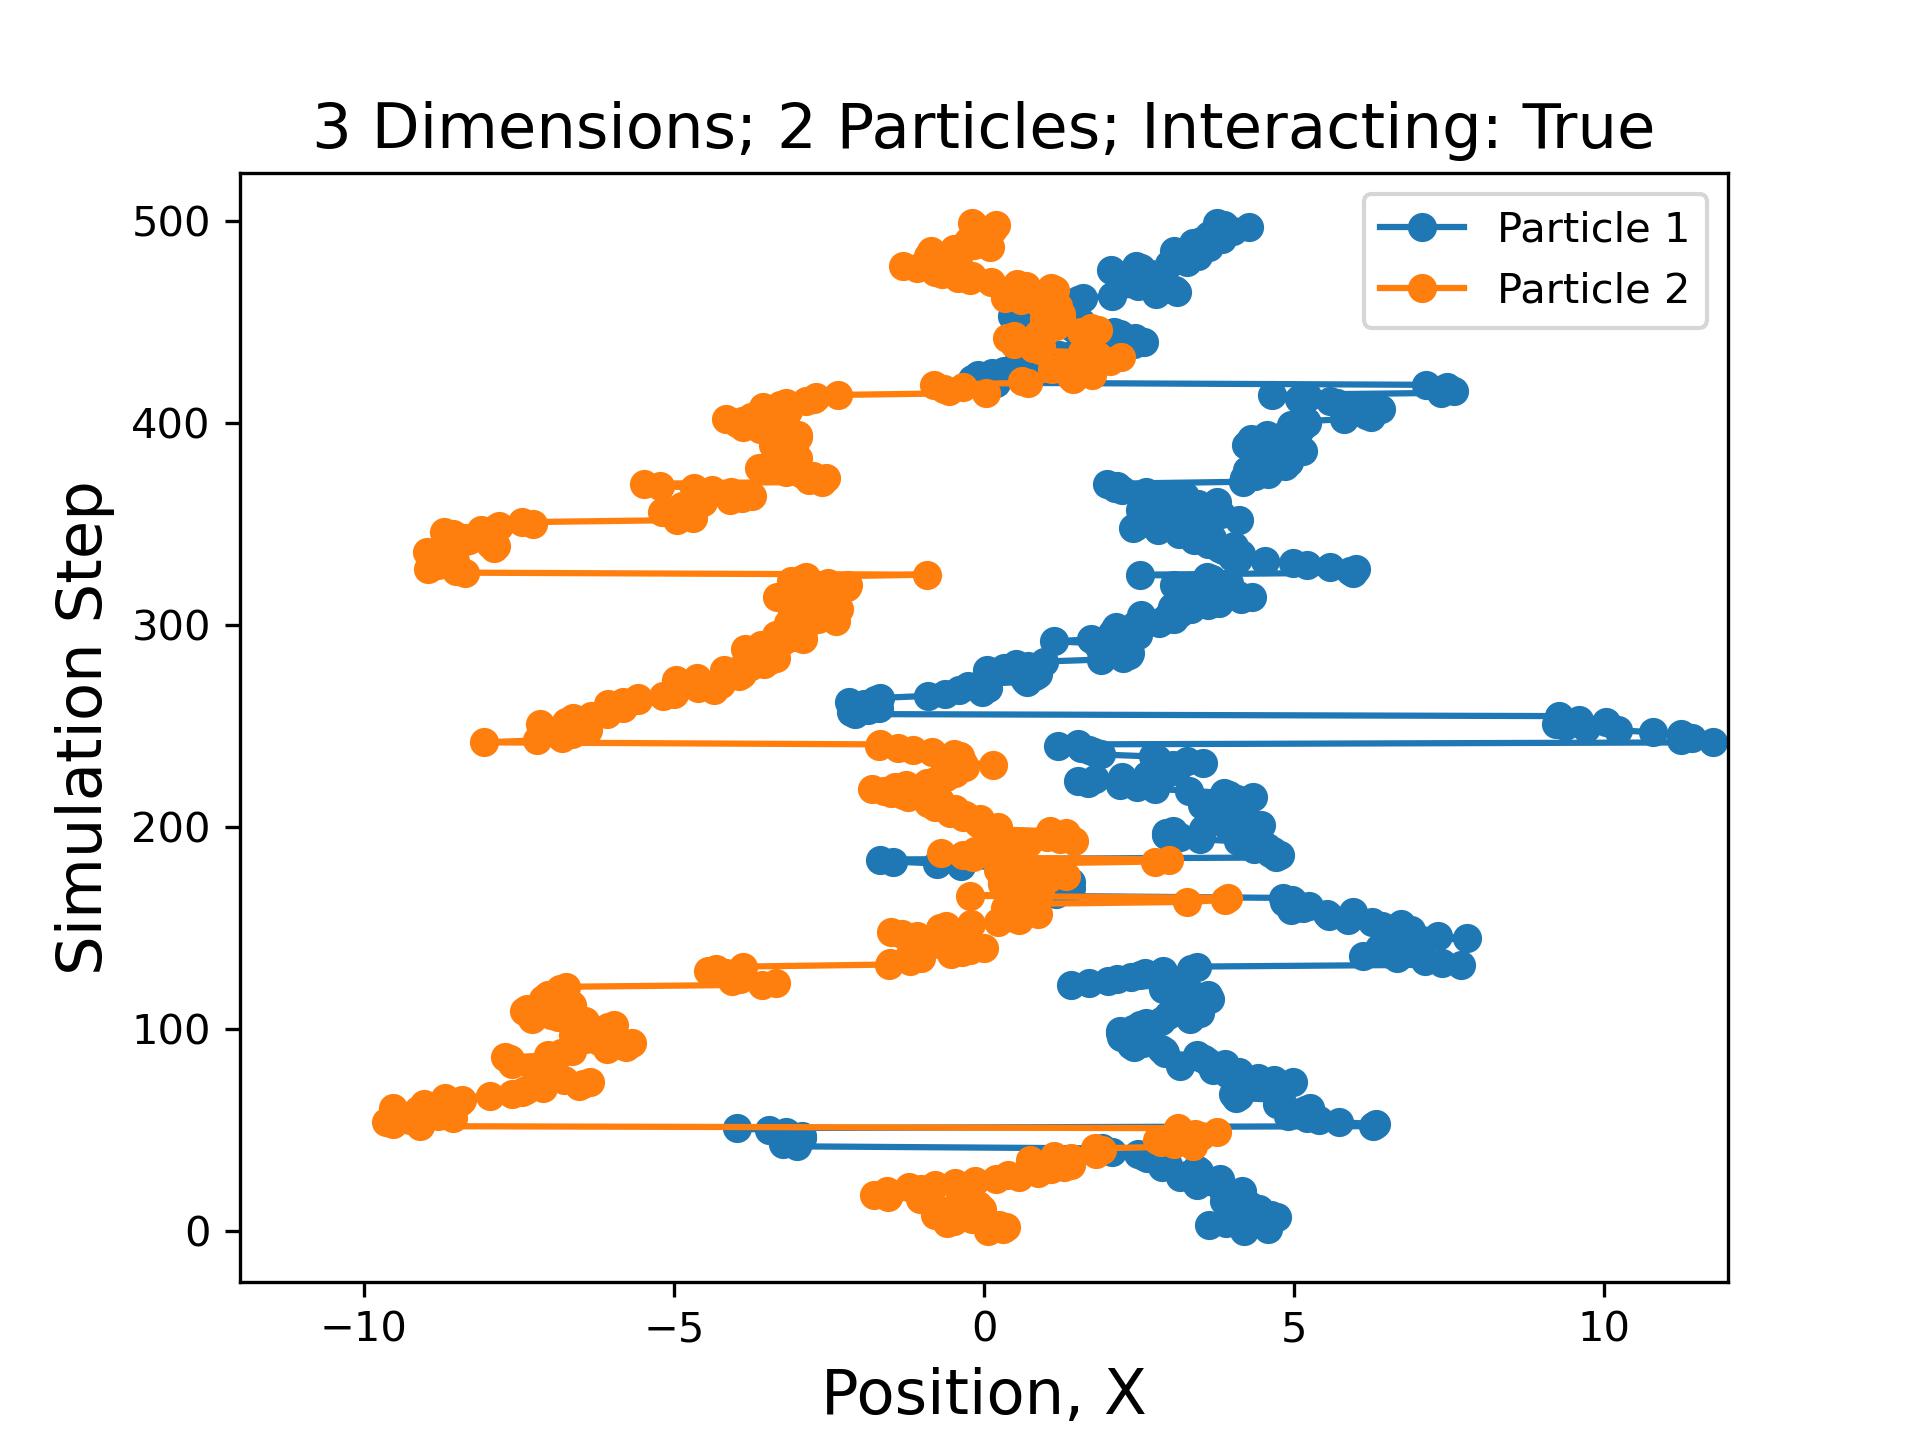 3 Dimensions; 2 Particles; Interacting: True
Particle 1
Particle 2
Simulation Step
500
400
300
200
100
0
−10 −5 0 5 10
Position, X